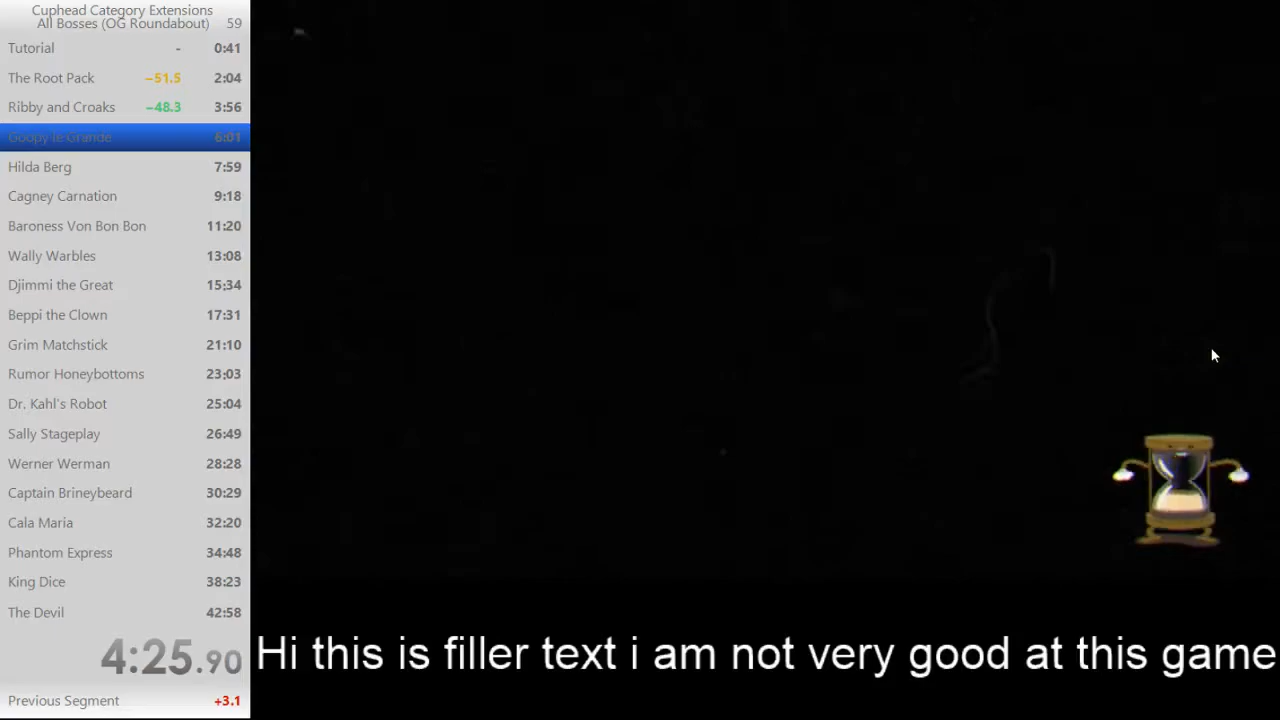 Cuphead Category Extensions
All Bosses (OG Roundabout) 59
Tutorial - 0:41
The Root Pack −51.5 2:04
Ribby and Croaks −48.3 3:56
Goopy le Grande 6:01
Hilda Berg 7:59
Cagney Carnation 9:18
Baroness Von Bon Bon 11:20
Wally Warbles 13:08
Djimmi the Great 15:34
Beppi the Clown 17:31
Grim Matchstick 21:10
Rumor Honeybottoms 23:03
Dr. Kahl's Robot 25:04
Sally Stageplay 26:49
Werner Werman 28:28
Captain Brineybeard 30:29
Cala Maria 32:20
Phantom Express 34:48
King Dice 38:23
The Devil 42:58
4:25.90
Hi this is filler text i am not very good at this game
Previous Segment +3.1